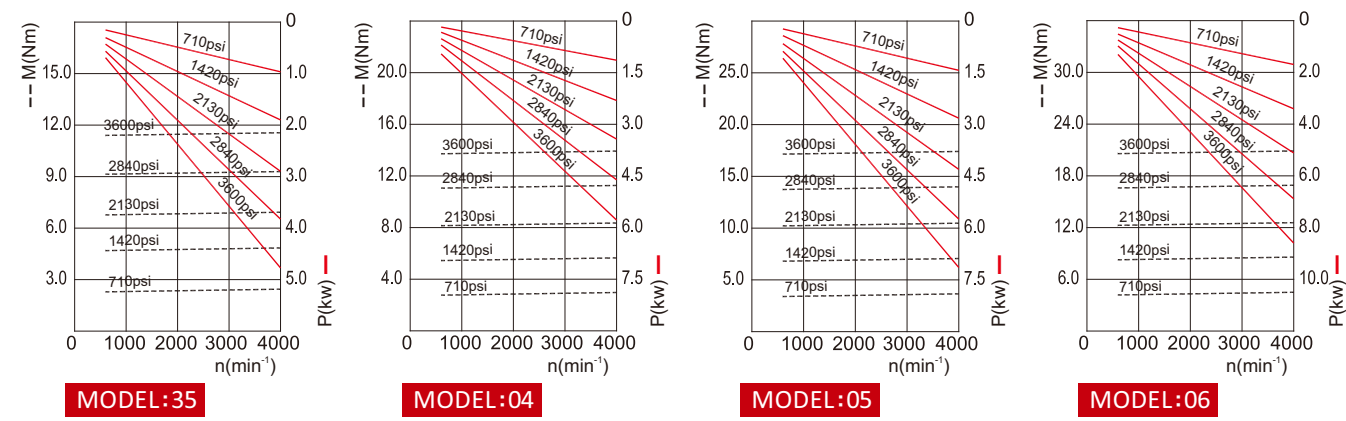 M(Nm)
0
710psi
15.0
1420psi
1.0
2130psi
12.0
3600psi
2.0
2840psi
2840psi
9.0
3600psi
3.0
2130psi
6.0
1420psi
4.0
3.0
710psi
5.0
P(kw)
0 1000 2000 3000 4000
n(min⁻¹)
MODEL:35
M(Nm)
0
710psi
20.0
1420psi
1.5
2130psi
2840psi
16.0
3600psi
3.0
3600psi
12.0
2840psi
4.5
2130psi
8.0
6.0
1420psi
4.0
710psi
7.5
P(kw)
0 1000 2000 3000 4000
n(min⁻¹)
MODEL:04
M(Nm)
0
710psi
25.0
1420psi
1.5
2130psi
20.0
2840psi
3.0
3600psi
3600psi
15.0
2840psi
4.5
2130psi
10.0
6.0
1420psi
5.0
710psi
7.5
P(kw)
0 1000 2000 3000 4000
n(min⁻¹)
MODEL:05
M(Nm)
0
710psi
30.0
1420psi
2.0
2130psi
24.0
2840psi
4.0
3600psi
3600psi
18.0
2840psi
6.0
2130psi
12.0
8.0
1420psi
6.0
710psi
10.0
P(kw)
0 1000 2000 3000 4000
n(min⁻¹)
MODEL:06